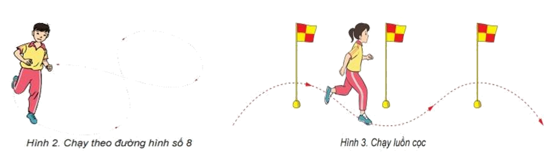 Hình 2. Chạy theo đường hình số 8
Hình 3. Chạy luồn cọc